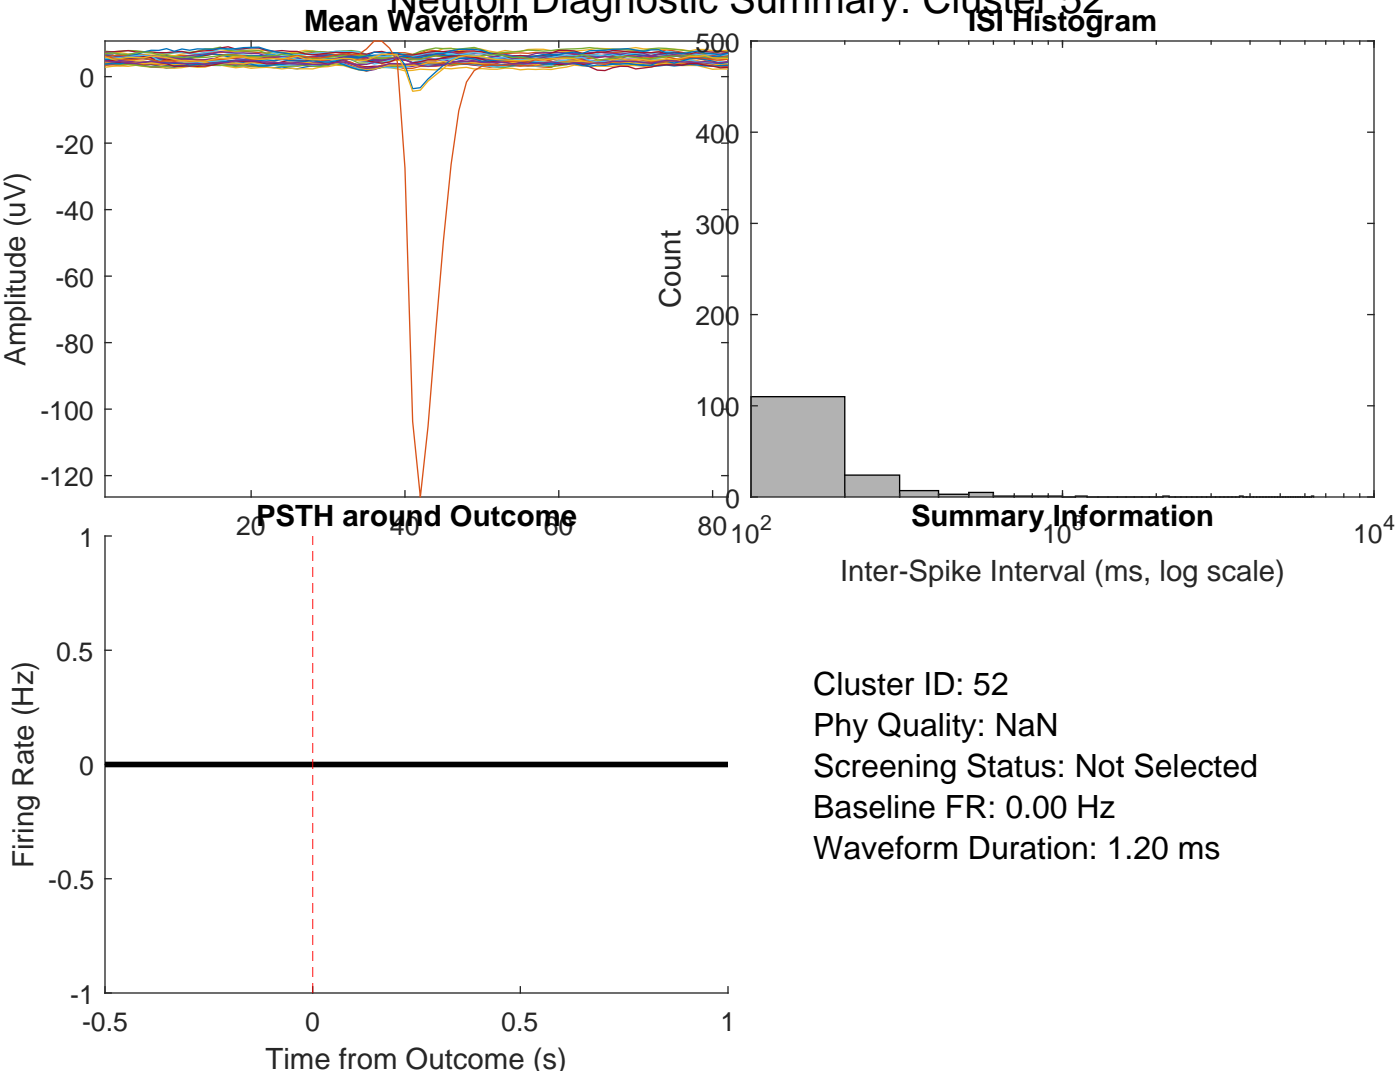 Neuron Diagnostic Summary: Cluster 52
Mean Waveform
0
-20
-40
-60
-80
-100
-120
Amplitude (uV)
20
40
60
80
ISI Histogram
500
400
300
200
100
0
Count
10^2
10^3
10^4
Inter-Spike Interval (ms, log scale)
PSTH around Outcome
1
0.5
0
-0.5
-1
Firing Rate (Hz)
-0.5
0
0.5
1
Time from Outcome (s)
Summary Information
Cluster ID: 52
Phy Quality: NaN
Screening Status: Not Selected
Baseline FR: 0.00 Hz
Waveform Duration: 1.20 ms